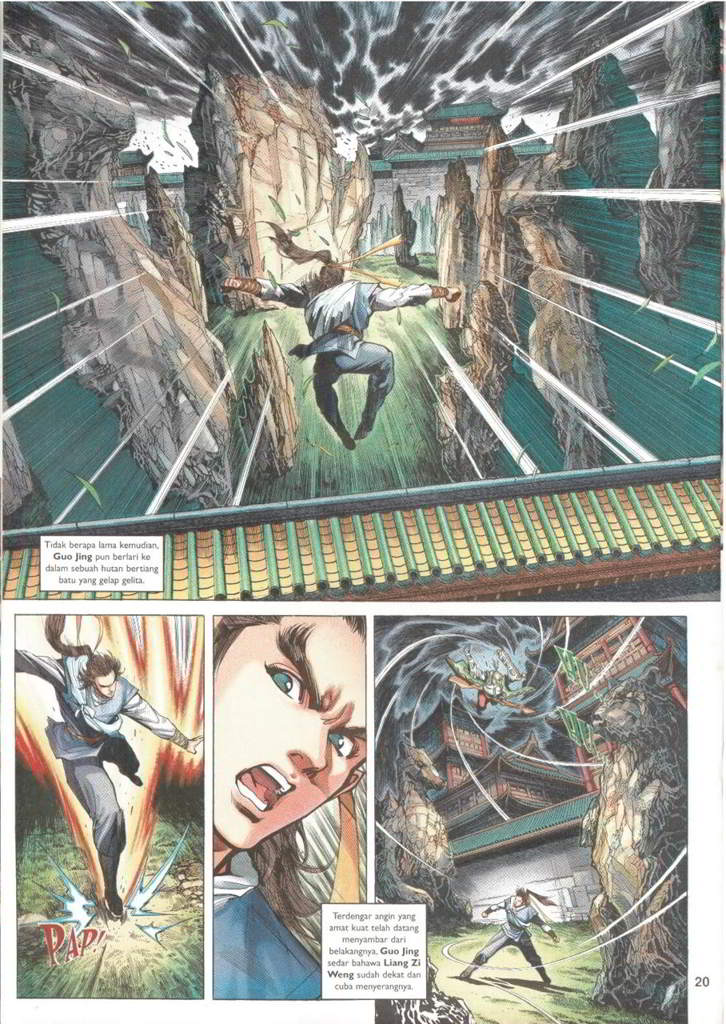 Tidak berapa lama kemudian,
Guo Jing pun berlari ke
dalam sebuah hutan bertiang
batu yang gelap gelita.
PAP!
Terdengar angin yang
amat kuat telah datang
menyambar dari
belakangnya, Guo Jing
sedar bahawa Liang Zi
Weng sudah dekat dan
cuba menyerangnya.
20